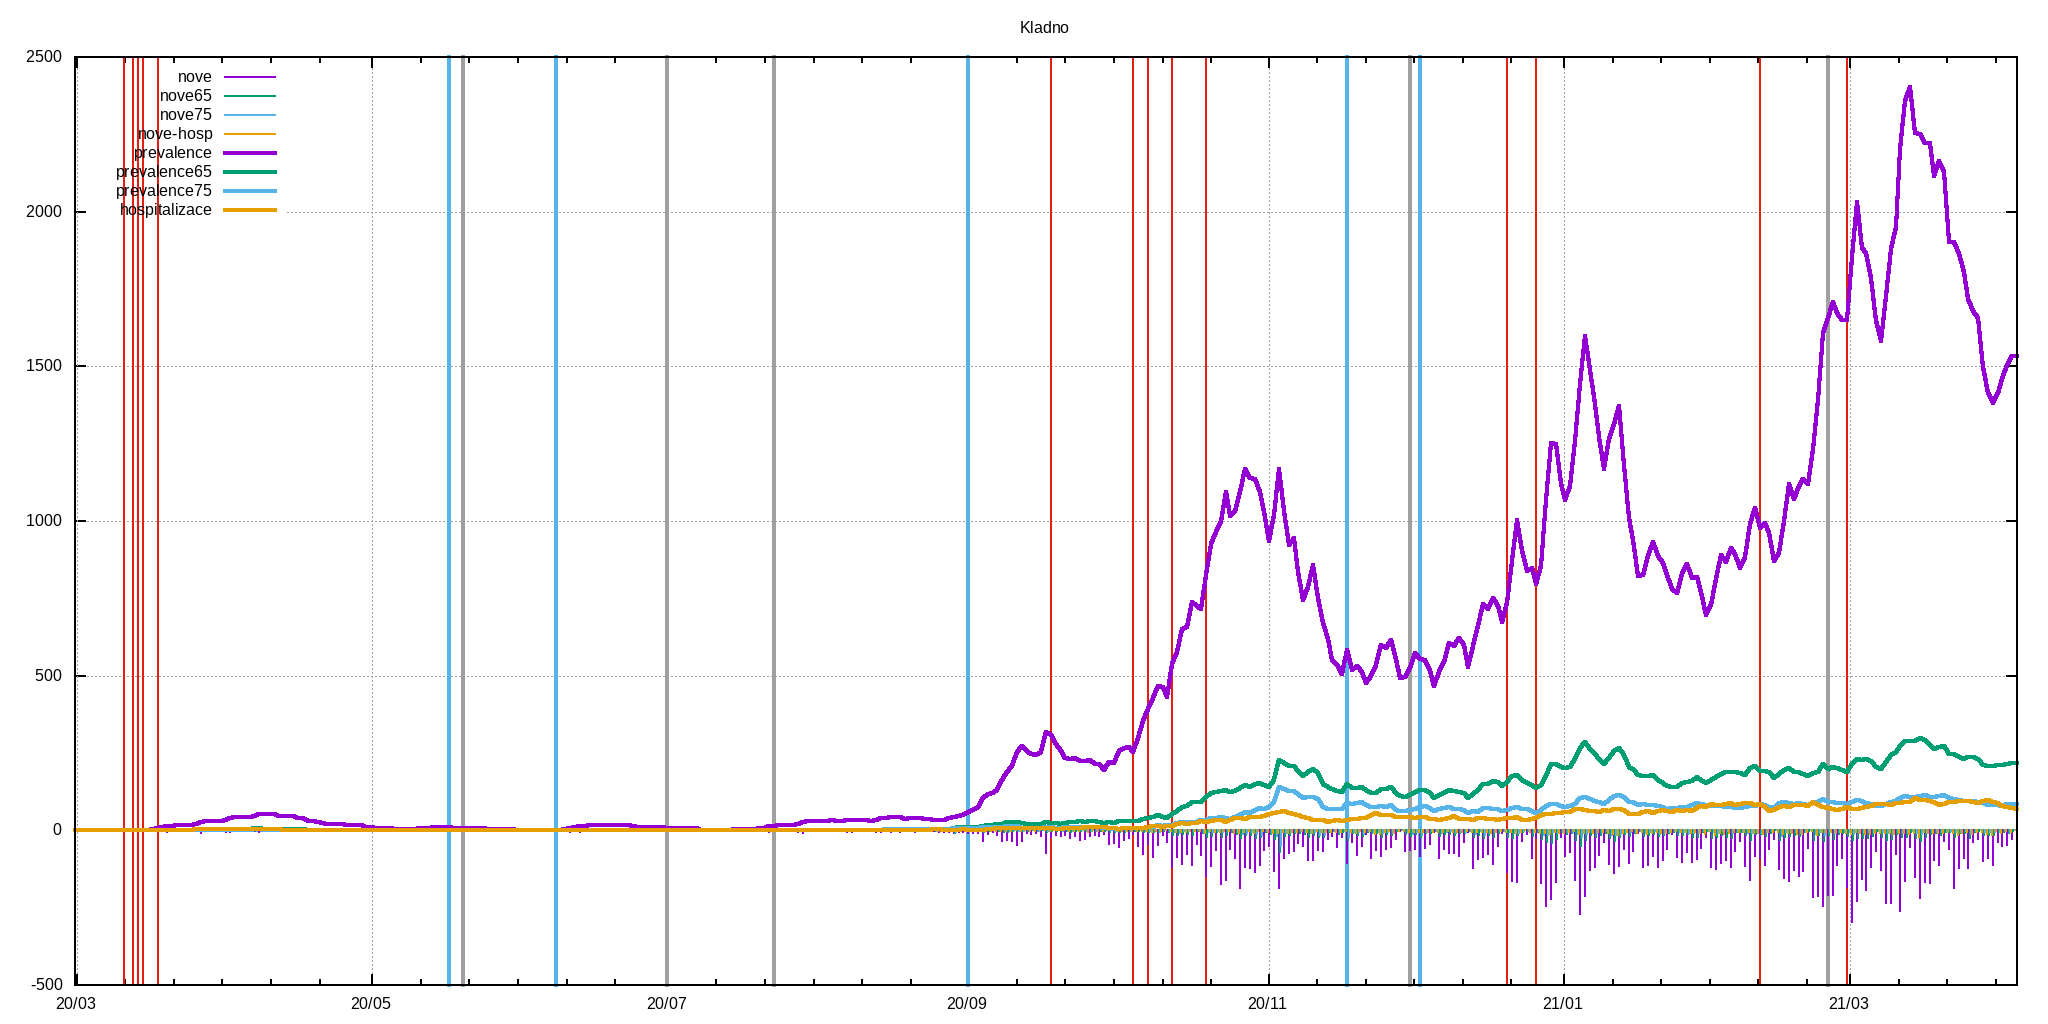 Kladno
2500
2000
1500
1000
500
0
-500
nove
nove65
nove75
nove-hosp
prevalence
prevalence65
prevalence75
hospitalizace
20/03 20/05 20/07 20/09 20/11 21/01 21/03